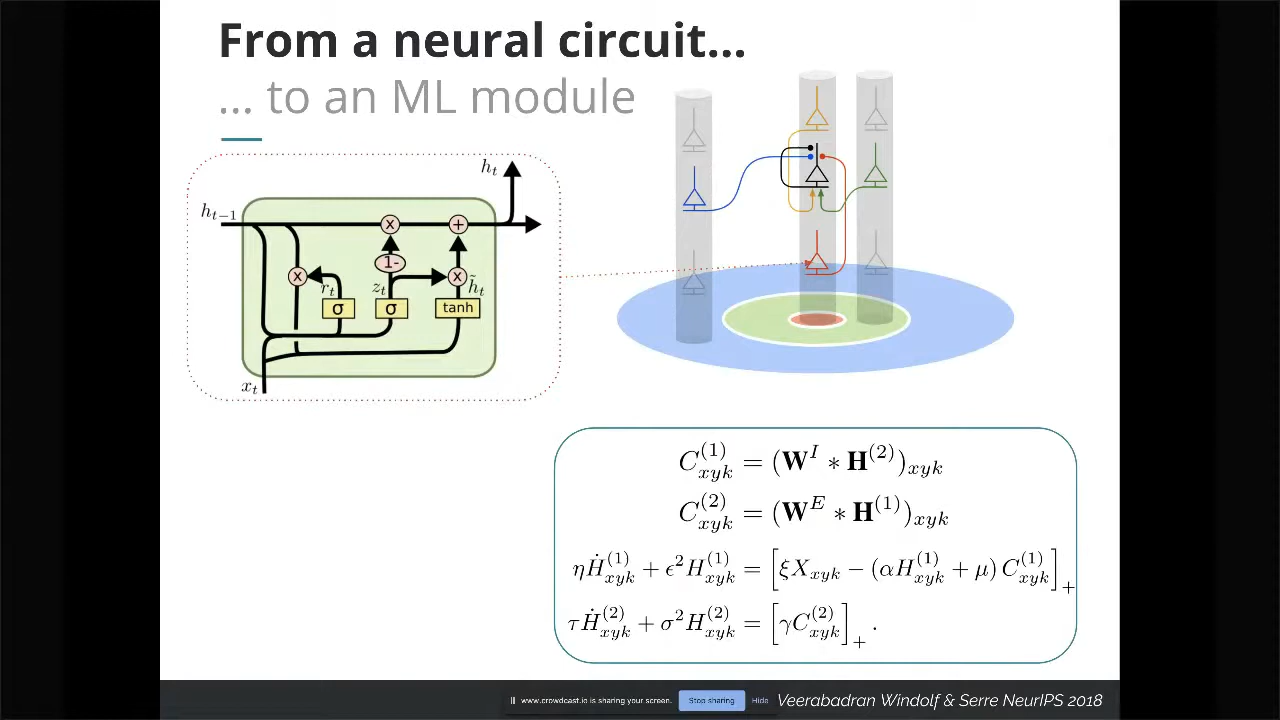 From a neural circuit...
... to an ML module
h_t
h_{t-1}
x
+
1-
x
r_t
z_t
x
h̃_t
σ
σ
tanh
x_t
C^{(1)}_{xyk} = (W^I * H^{(2)})_{xyk}
C^{(2)}_{xyk} = (W^E * H^{(1)})_{xyk}
ηḢ^{(1)}_{xyk} + ϵ²H^{(1)}_{xyk} = [ξX_{xyk} − (αH^{(1)}_{xyk} + μ) C^{(1)}_{xyk}]_+
τḢ^{(2)}_{xyk} + σ²H^{(2)}_{xyk} = [γC^{(2)}_{xyk}]_+ .
www.crowdcast.io is sharing your screen. Stop sharing Hide
Veerabadran Windolf & Serre NeurIPS 2018